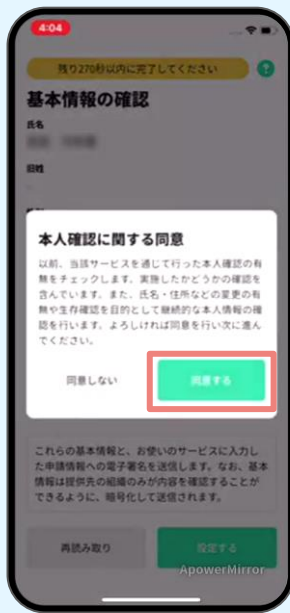 4:04
残り270秒以内に完了してください
?
基本情報の確認
氏名
旧姓
本人確認に関する同意
以前、当該サービスを通じて行った本人確認の有
無をチェックします。実施したかどうかの確認を
含んでいます。また、氏名・住所などの変更の有
無や生存確認を目的として継続的な本人情報の確
認を行います。よろしければ同意を行い次に進ん
でください。
同意しない
同意する
これらの基本情報と、お使いのサービスに入力し
た申請情報への電子署名を送信します。なお、基本
情報は提供先の組織のみが内容を確認することが
できるように、暗号化して送信されます。
再読み取り
設定する
ApowerMirror